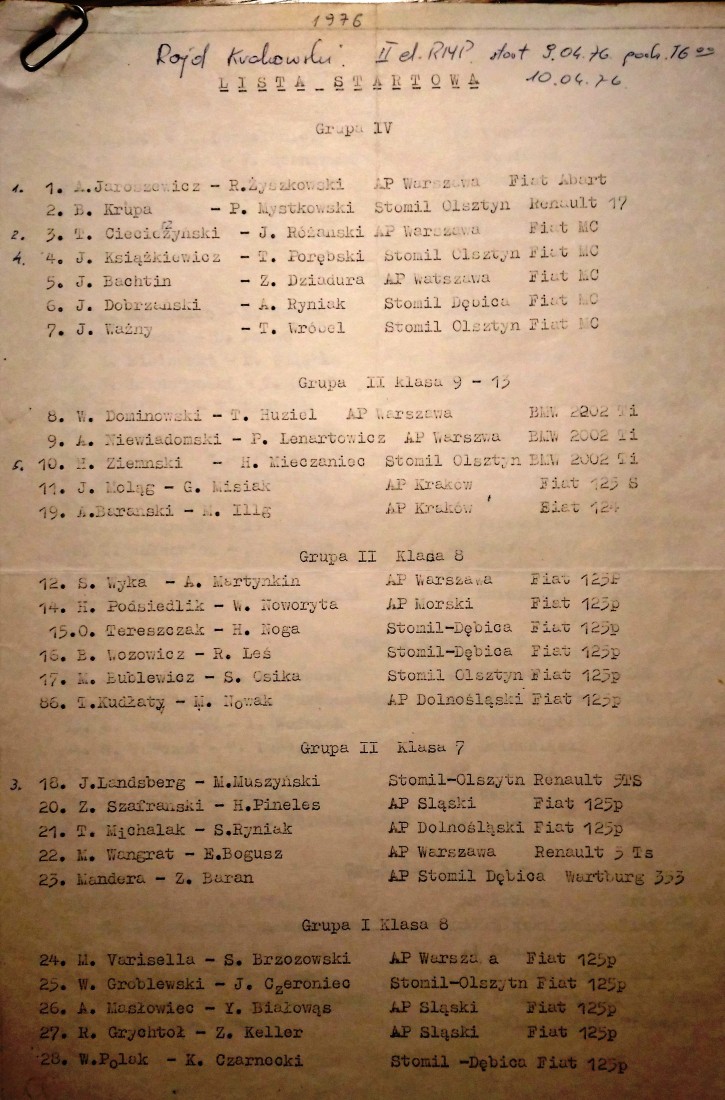 1976
Rajd Krakowski. II el. RMP. start 9.04.76. godz. 16 00
LISTA STARTOWA 10.04.76
Grupa IV
1. 1. A.Jaroszewicz - R.Żyszkowski AP Warszawa Fiat Abart
2. B. Krupa - P. Mystkowski Stomil Olsztyn Renault 17
2. 3. T. Ciecierzyński - J. Różański AP Warszawa Fiat MC
4. 4. J. Książkiewicz - T. Porębski Stomil Olsztyn Fiat MC
5. J. Bachtin - Z. Dziadura AP Watszawa Fiat MC
6. J. Dobrzański - A. Ryniak Stomil Dębica Fiat MC
7. J. Ważny - T. Wróbel Stomil Olsztyn Fiat MC
Grupa II klasa 9 - 13
8. W. Dominowski - T. Huziel AP Warszawa BMW 2202 Ti
9. A. Niewiadomski - P. Lenartowicz AP Warszwa BMW 2002 Ti
5. 10. M. Ziemnski - H. Mieczaniec Stomil Olsztyn BMW 2002 Ti
11. J. Moląg - G. Misiak AP Krakow Fiat 125 S
19. A.Barański - M. Illg AP Kraków Eiat 124
Grupa II Klasa 8
12. S. Wyka - A. Martynkin AP Warszawa Fiat 125P
14. H. Podsiedlik - W. Noworyta AP Morski Fiat 125p
15.O. Tereszczak - H. Noga Stomil-Dębica Fiat 125p
16. B. Wozowicz - R. Leś Stomil-Dębica Fiat 125p
17. M. Bublewicz - S. Osika Stomil Olsztyn Fiat 125p
86. T.Kudłaty - M. Nowak AP Dolnośląski Fiat 125p
Grupa II Klasa 7
3. 18. J.Landsberg - M.Muszyński Stomil-Olszytn Renault 5TS
20. Z. Szafranski - H.Pineles AP Sląski Fiat 125p
21. T. Michalak - S.Ryniak AP Dolnośląski Fiat 125p
22. M. Wangrat - E.Bogusz AP Warszawa Renault 5 Ts
23. Mandera - Z. Baran AP Stomil Dębica Wartburg 353
Grupa I Klasa 8
24. M. Varisella - S. Brzozowski AP Warsza a Fiat 125p
25. W. Groblewski - J. Czeroniec Stomil-Olszytn Fiat 125p
26. A. Masłowiec - Y. Białowąs AP Sląski Fiat 125p
27. R. Grychtoł - Z. Keller AP Sląski Fiat 125p
28. W.Polak - K. Czarnocki Stomil -Dębica Fiat 125p